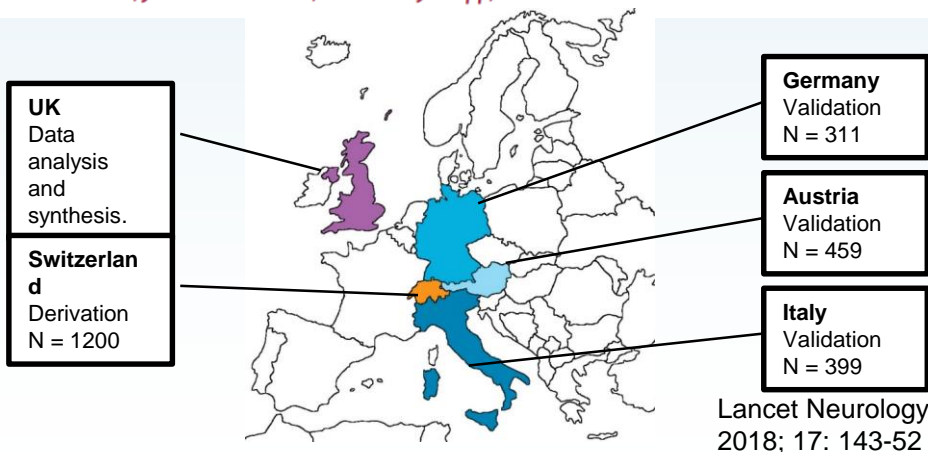 UK
Data
analysis
and
synthesis.
Switzerlan
d
Derivation
N = 1200
Germany
Validation
N = 311
Austria
Validation
N = 459
Italy
Validation
N = 399
Lancet Neurology
2018; 17: 143-52